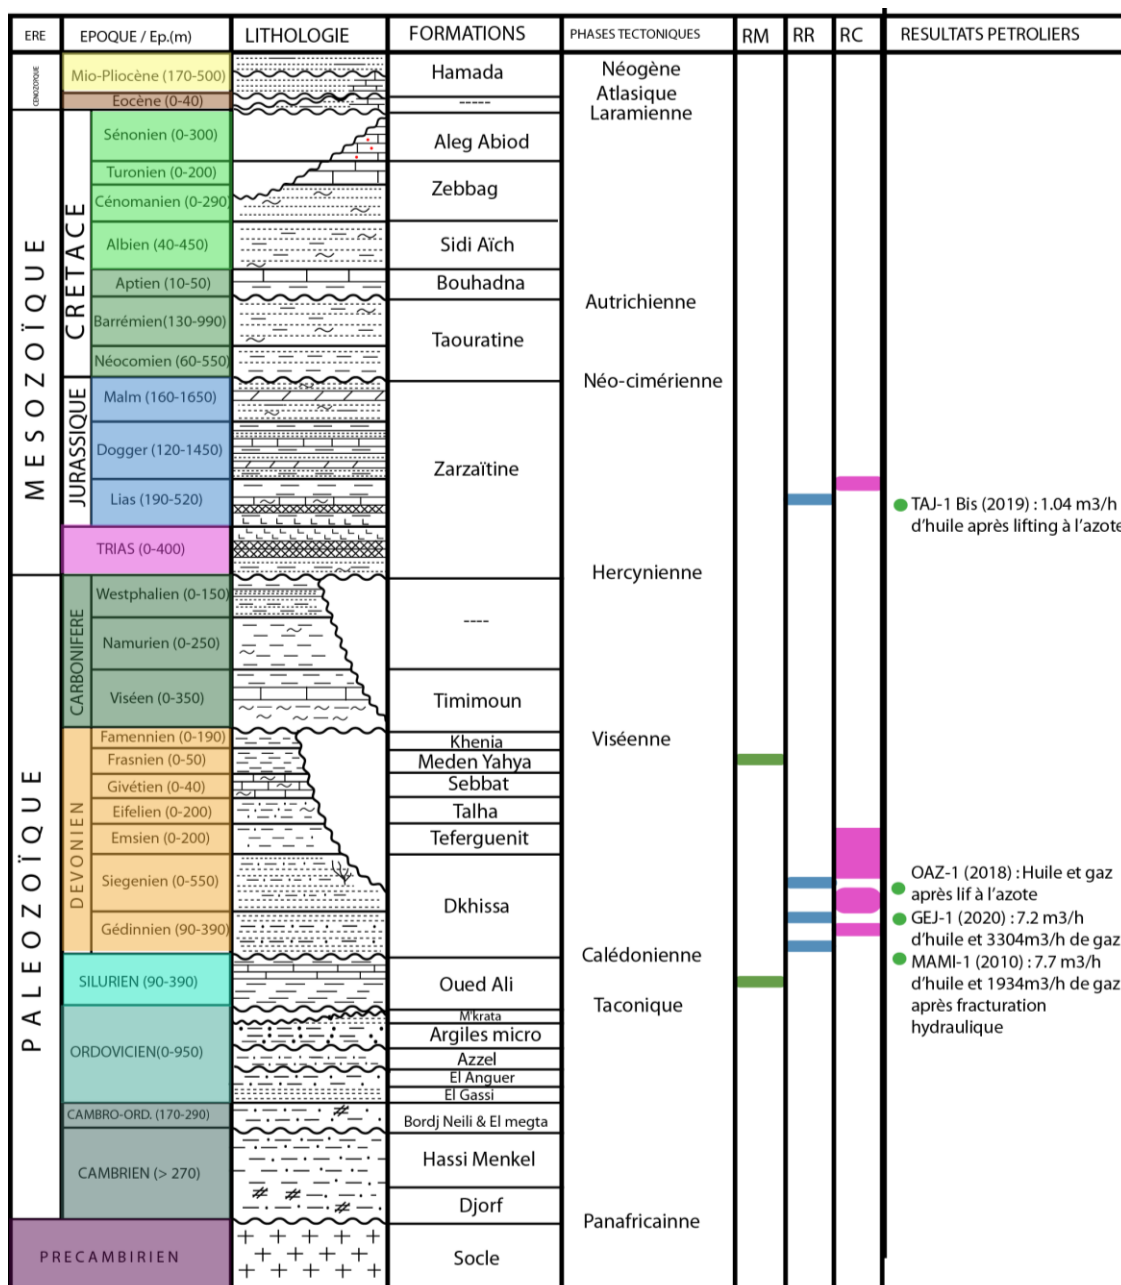 ERE EPOQUE / Ep.(m) LITHOLOGIE FORMATIONS PHASES TECTONIQUES RM RR RC RESULTATS PETROLIERS
Mio-Pliocène (170-500) Hamada Néogène
Atlasique
Eocène (0-40) ----- Laramienne
MESOZOÏQUE
CRETACE
Sénonien (0-300) Aleg Abiod
Turonien (0-200) Zebbag
Cénomanien (0-290)
Albien (40-450) Sidi Aïch
Aptien (10-50) Bouhadna
Autrichienne
Barrémien(130-990) Taouratine
Néocomien (60-550)
Néo-cimérienne
JURASSIQUE
Malm (160-1650) Zarzaïtine
Dogger (120-1450)
Lias (190-520)
TAJ-1 Bis (2019) : 1.04 m3/h
d'huile après lifting à l'azote
TRIAS (0-400)
Hercynienne
PALEOZOÏQUE
CARBONIFERE
Westphalien (0-150) ----
Namurien (0-250)
Viséen (0-350) Timimoun
DEVONIEN
Famennien (0-190) Khenia Viséenne
Frasnien (0-50) Meden Yahya
Givétien (0-40) Sebbat
Eifelien (0-200) Talha
Emsien (0-200) Teferguenit
Siegenien (0-550) Dkhissa
Gédinnien (90-390)
OAZ-1 (2018) : Huile et gaz
après lif à l'azote
GEJ-1 (2020) : 7.2 m3/h
d'huile et 3304m3/h de gaz
MAMI-1 (2010) : 7.7 m3/h
d'huile et 1934m3/h de gaz
après fracturation
hydraulique
Calédonienne
SILURIEN (90-390) Oued Ali
Taconique
ORDOVICIEN(0-950) M'krata
Argiles micro
Azzel
El Anguer
El Gassi
CAMBRO-ORD. (170-290) Bordj Neili & El megta
CAMBRIEN (> 270) Hassi Menkel
Djorf
Panafricainne
PRECAMBIRIEN Socle